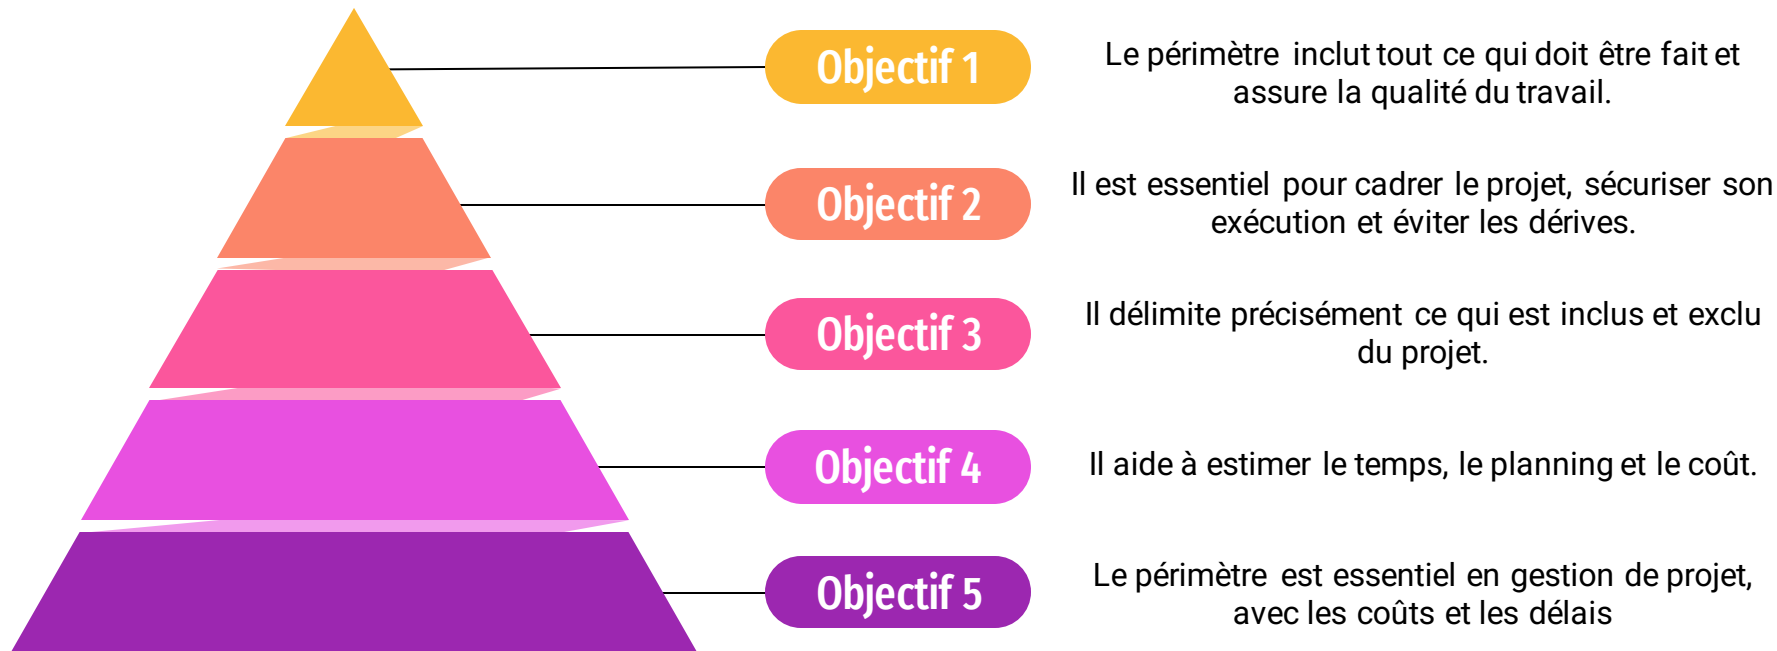 Objectif 1
Le périmètre inclut tout ce qui doit être fait et
assure la qualité du travail.
Objectif 2
Il est essentiel pour cadrer le projet, sécuriser son
exécution et éviter les dérives.
Objectif 3
Il délimite précisément ce qui est inclus et exclu
du projet.
Objectif 4
Il aide à estimer le temps, le planning et le coût.
Objectif 5
Le périmètre est essentiel en gestion de projet,
avec les coûts et les délais